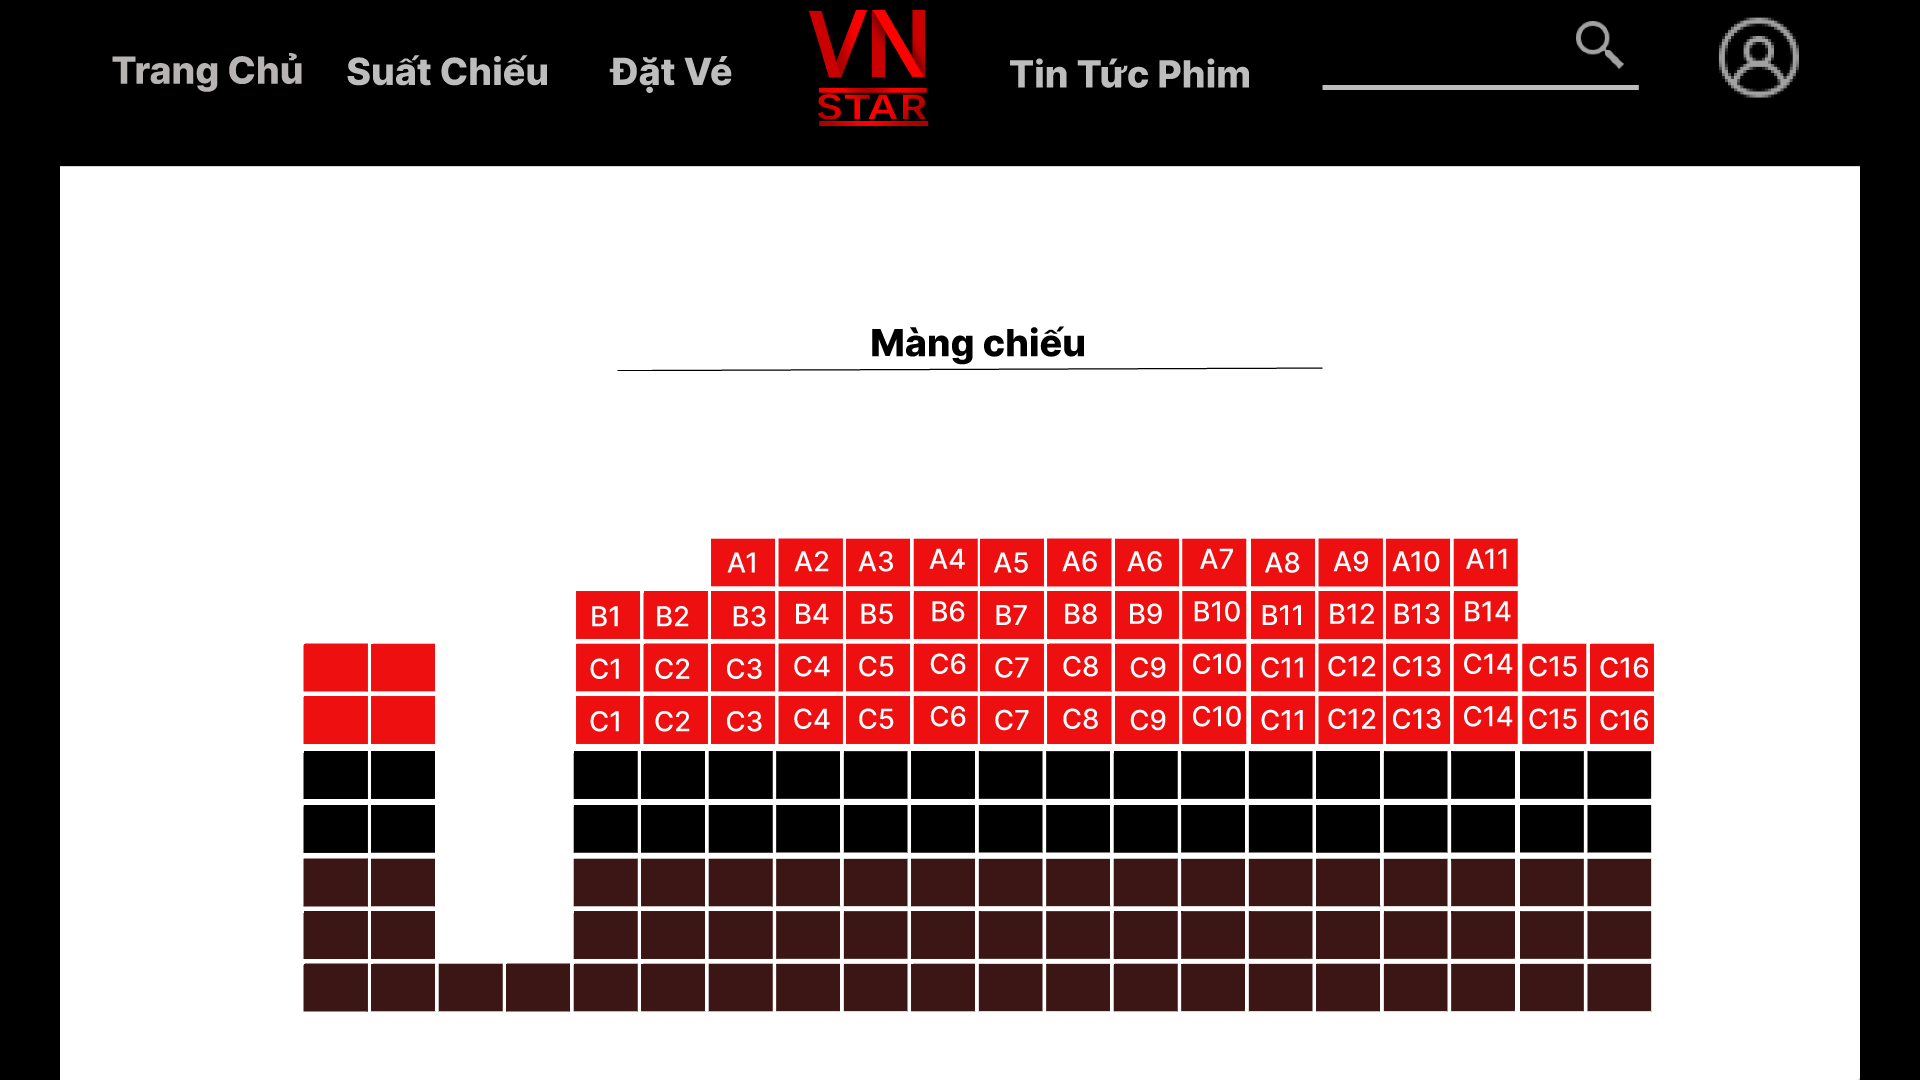 Trang Chủ Suất Chiếu Đặt Vé VN STAR Tin Tức Phim
Màng chiếu
A1 A2 A3 A4 A5 A6 A6 A7 A8 A9 A10 A11
B1 B2 B3 B4 B5 B6 B7 B8 B9 B10 B11 B12 B13 B14
C1 C2 C3 C4 C5 C6 C7 C8 C9 C10 C11 C12 C13 C14 C15 C16
C1 C2 C3 C4 C5 C6 C7 C8 C9 C10 C11 C12 C13 C14 C15 C16